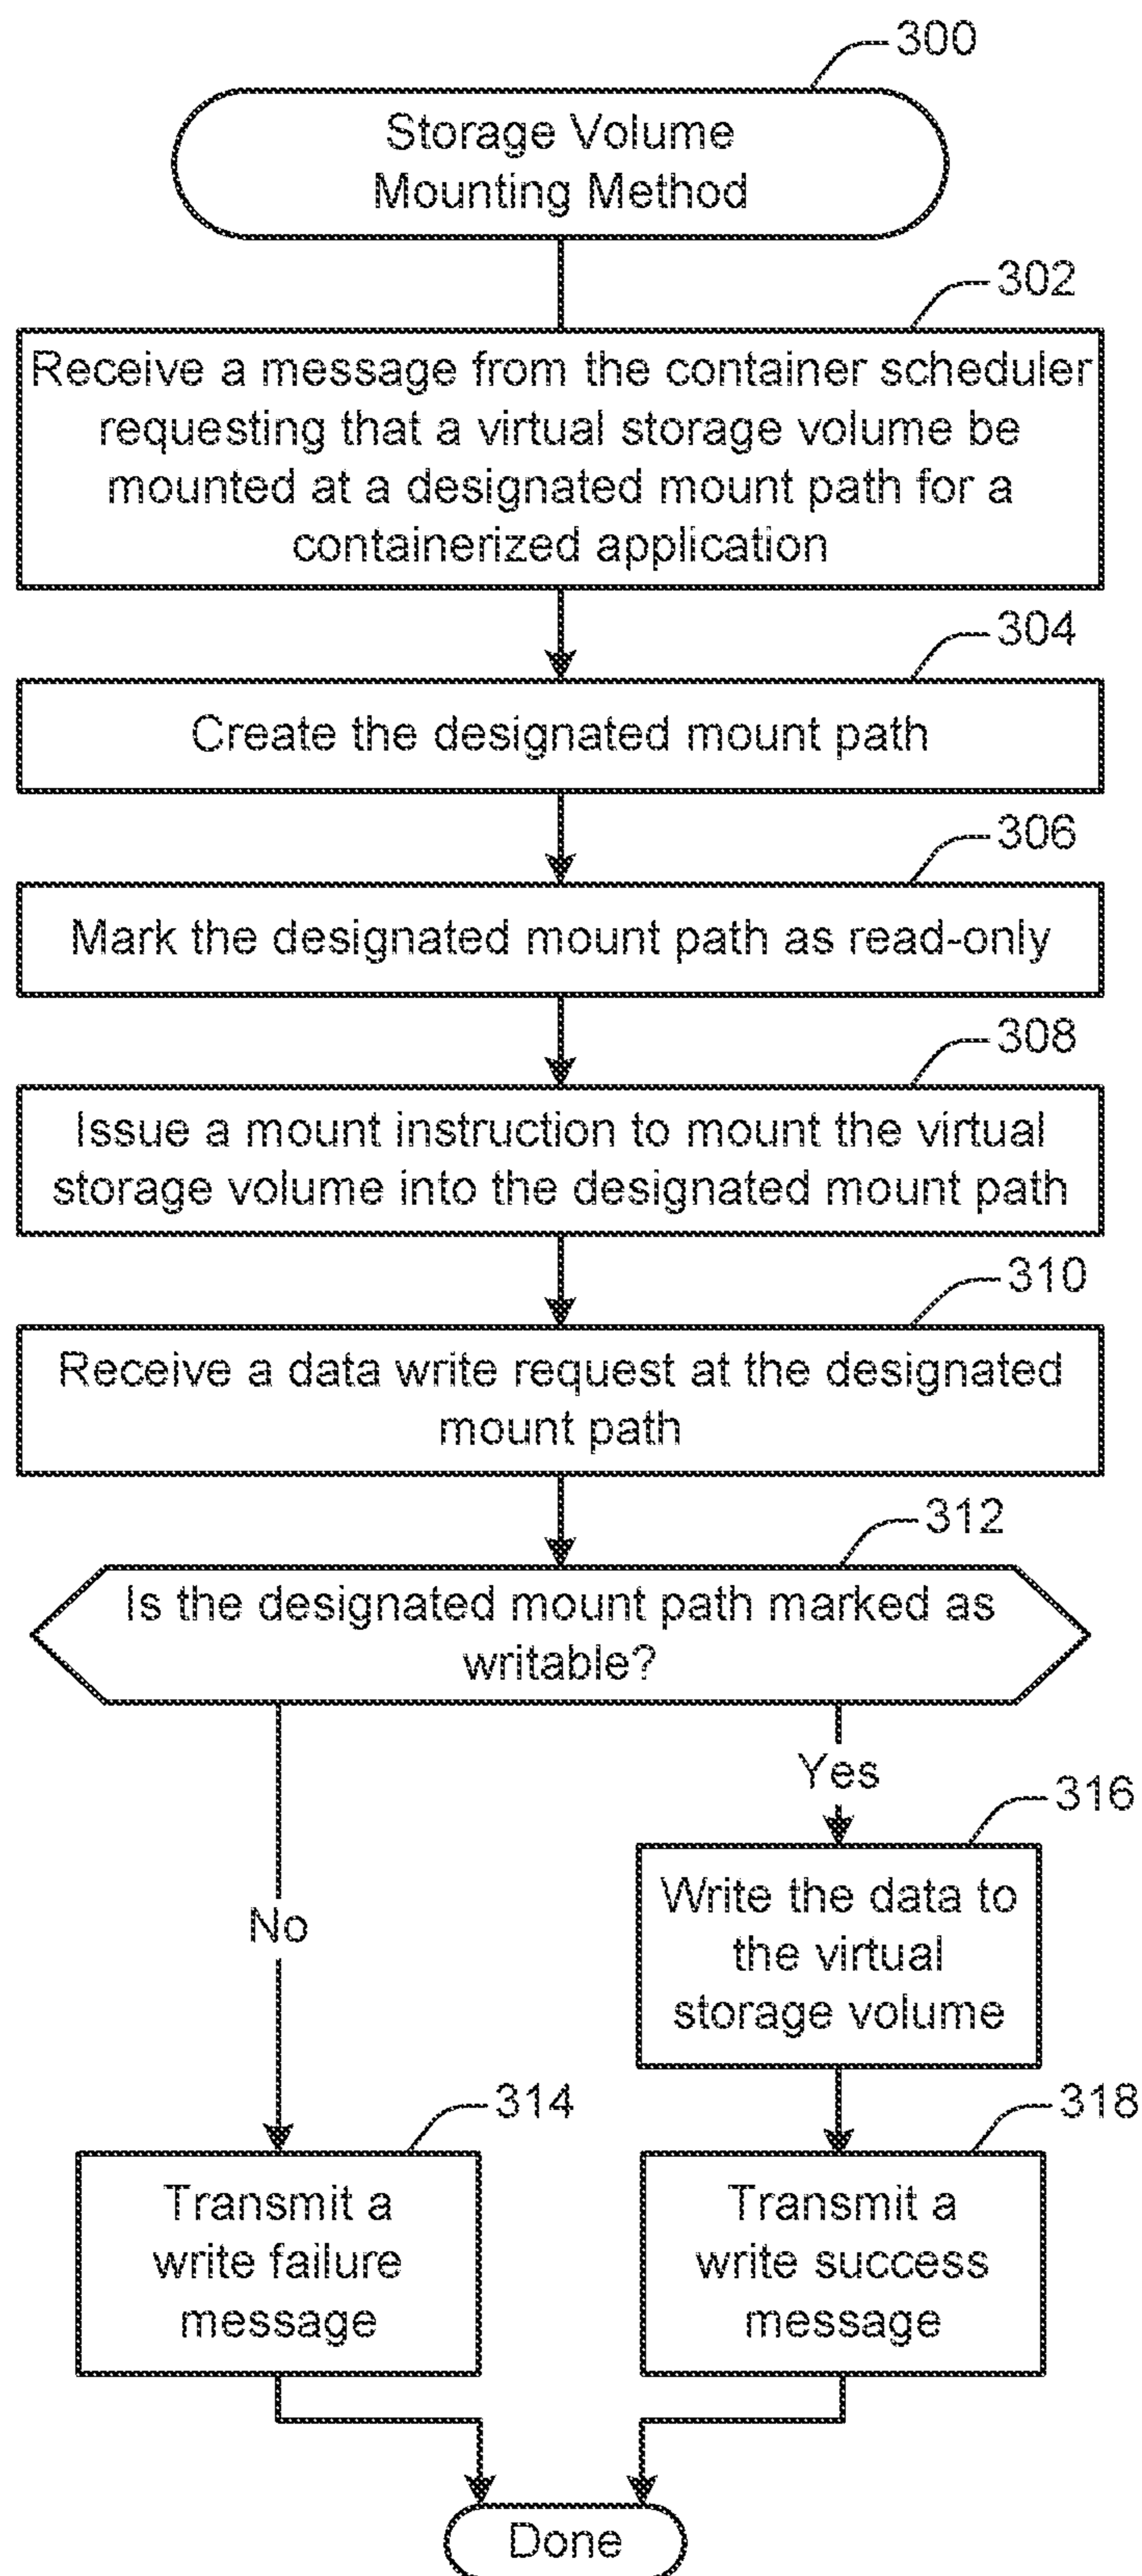 300
Storage Volume
Mounting Method
302
Receive a message from the container scheduler
requesting that a virtual storage volume be
mounted at a designated mount path for a
containerized application
304
Create the designated mount path
306
Mark the designated mount path as read-only
308
Issue a mount instruction to mount the virtual
storage volume into the designated mount path
310
Receive a data write request at the designated
mount path
312
Is the designated mount path marked as
writable?
Yes
316
Write the data to
the virtual
storage volume
No
314
Transmit a
write failure
message
318
Transmit a
write success
message
Done